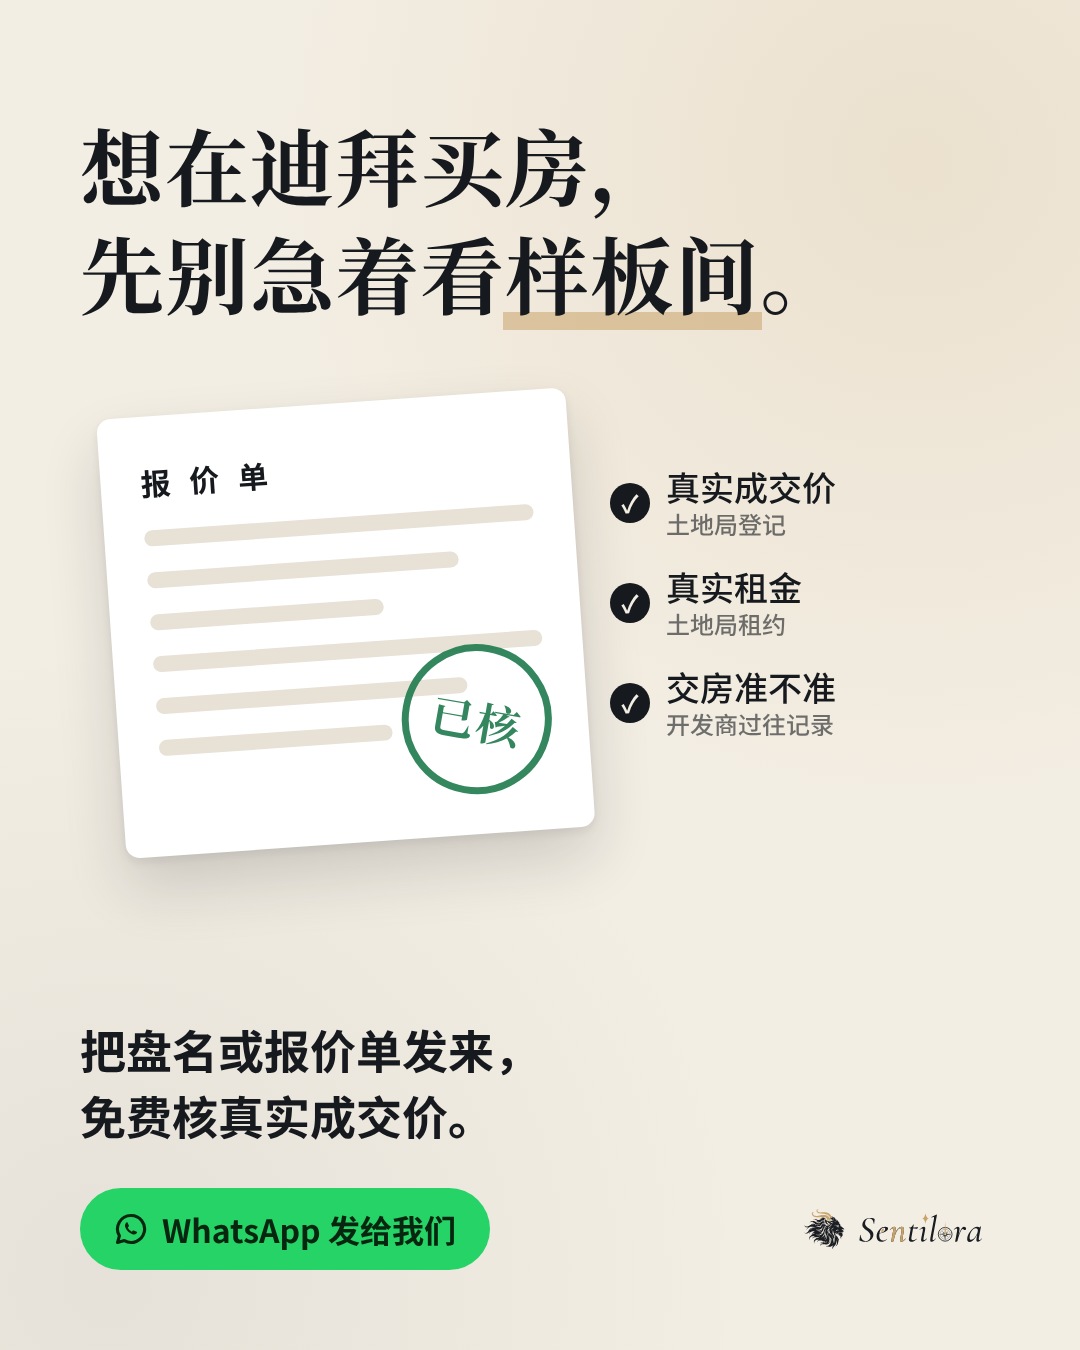 想在迪拜买房，
先别急着看样板间。
报价单
已核
真实成交价
土地局登记
真实租金
土地局租约
交房准不准
开发商过往记录
把盘名或报价单发来，
免费核真实成交价。
WhatsApp 发给我们
Sentilora